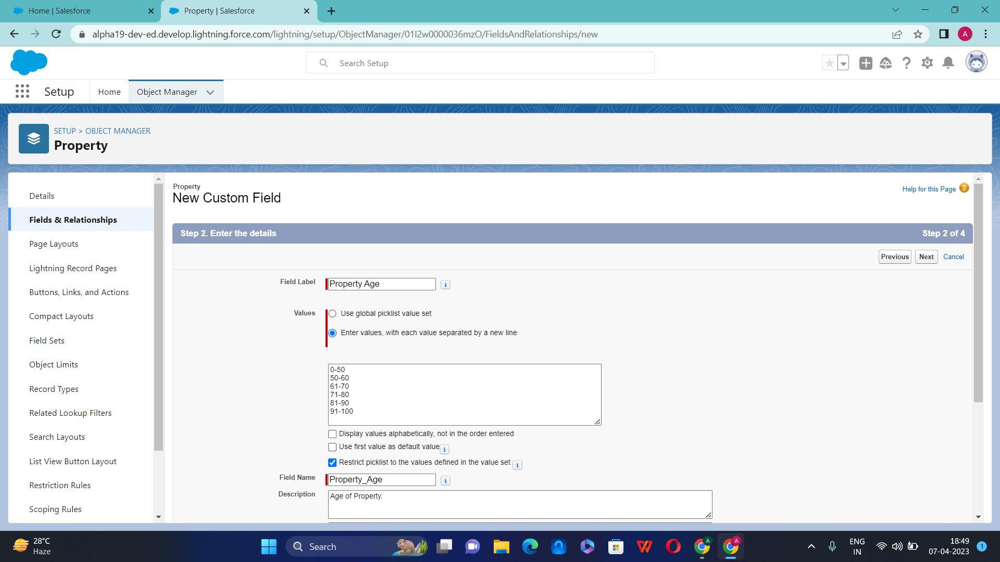 Home | Salesforce
Property | Salesforce
alpha19-dev-ed.develop.lightning.force.com/lightning/setup/ObjectManager/01I2w0000036mzO/FieldsAndRelationships/new
A
Search Setup
Setup
Home
Object Manager
SETUP > OBJECT MANAGER
Property
Details
Fields & Relationships
Page Layouts
Lightning Record Pages
Buttons, Links, and Actions
Compact Layouts
Field Sets
Object Limits
Record Types
Related Lookup Filters
Search Layouts
List View Button Layout
Restriction Rules
Scoping Rules
Property
New Custom Field
Help for this Page ?
Step 2. Enter the details
Step 2 of 4
Previous
Next
Cancel
Field Label
Property Age
i
Values
Use global picklist value set
Enter values, with each value separated by a new line
0-50
50-60
61-70
71-80
81-90
91-100
Display values alphabetically, not in the order entered
Use first value as default value
i
Restrict picklist to the values defined in the value set
i
Field Name
Property_Age
i
Description
Age of Property.
28°C
Haze
Search
A
A
ENG
IN
18:49
07-04-2023
1